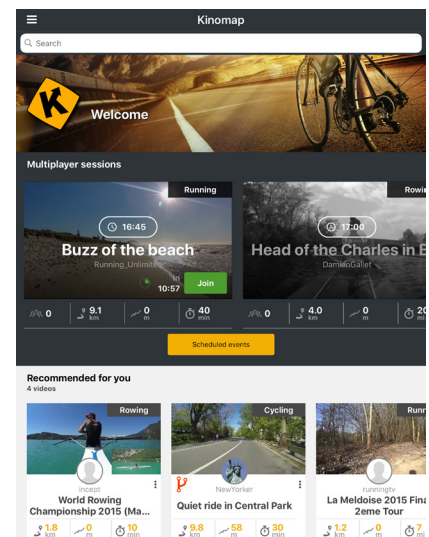 Kinomap
Search
Welcome
Multiplayer sessions
Running
16:45
Buzz of the beach
Running_Unlimited
in
10:57
Join
0
9.1
km
0
m
40
min
17:00
Head of the Charles in
DamienGallet
0
4.0
km
0
m
20
Scheduled events
Recommended for you
4 videos
Rowing
incept
World Rowing
Championship 2015 (Ma...
1.8
km
0
m
10
min
Cycling
NewYorker
Quiet ride in Central Park
9.8
km
58
m
30
min
runningtv
La Meldoise 2015
2eme Tour
1.2
km
0
m
7